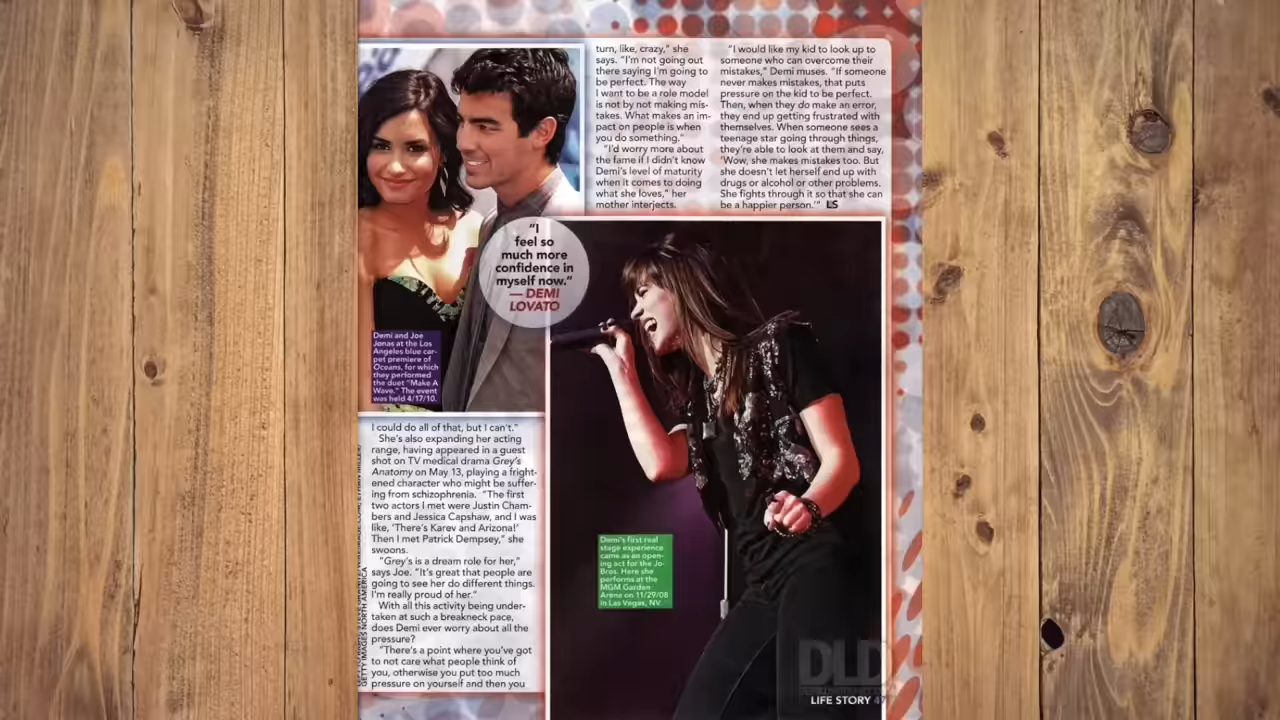 I could do all of that, but I can't."
She's also expanding her acting
range, having appeared in a guest
shot on TV medical drama Grey's
Anatomy on May 13, playing a fright-
ened character who might be suffer-
ing from schizophrenia. "The first
two actors I met were Justin Cham-
bers and Jessica Capshaw, and I was
like, 'There's Karev and Arizona!'
Then I met Patrick Dempsey," she
swoons.
"Grey's is a dream role for her,"
says Joe. "It's great that people are
going to see her do different things.
I'm really proud of her."
With all this activity being under-
taken at such a breakneck pace,
does Demi ever worry about all the
pressure?
"There's a point where you've got
to not care what people think of
you, otherwise you put too much
pressure on yourself and then you
turn, like, crazy," she
says. "I'm not going out
there saying I'm going to
be perfect. The way
I want to be a role model
is not by not making mis-
takes. What makes an im-
pact on people is when
you do something."
"I'd worry more about
the fame if I didn't know
Demi's level of maturity
when it comes to doing
what she loves," her
mother interjects.
"I would like my kid to look up to
someone who can overcome their
mistakes," Demi muses. "If someone
never makes mistakes, that puts
pressure on the kid to be perfect.
Then, when they do make an error,
they end up getting frustrated with
themselves. When someone sees a
teenage star going through things,
they're able to look at them and say,
'Wow, she makes mistakes too. But
she doesn't let herself end up with
drugs or alcohol or other problems.
She fights through it so that she can
be a happier person.'" LS
"I
feel so
much more
confidence in
myself now."
— DEMI
LOVATO
Demi and Joe
Jonas at the Los
Angeles blue car-
pet premiere of
Oceans, for which
they performed
the duet "Make A
Wave." The event
was held 4/17/10.
Demi's first real
stage experience
came as an open-
ing act for the Jo-
Bros. Here she
performs at the
MGM Garden
Arena on 11/29/08
in Las Vegas, NV.
GETTY IMAGES NORTH AMERICA
DLD
LIFE STORY 47